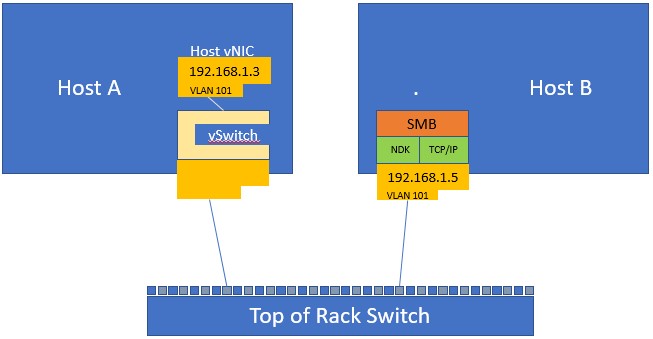 Host A
Host vNIC
192.168.1.3
VLAN 101
vSwitch
.
Host B
SMB
NDK TCP/IP
192.168.1.5
VLAN 101
Top of Rack Switch